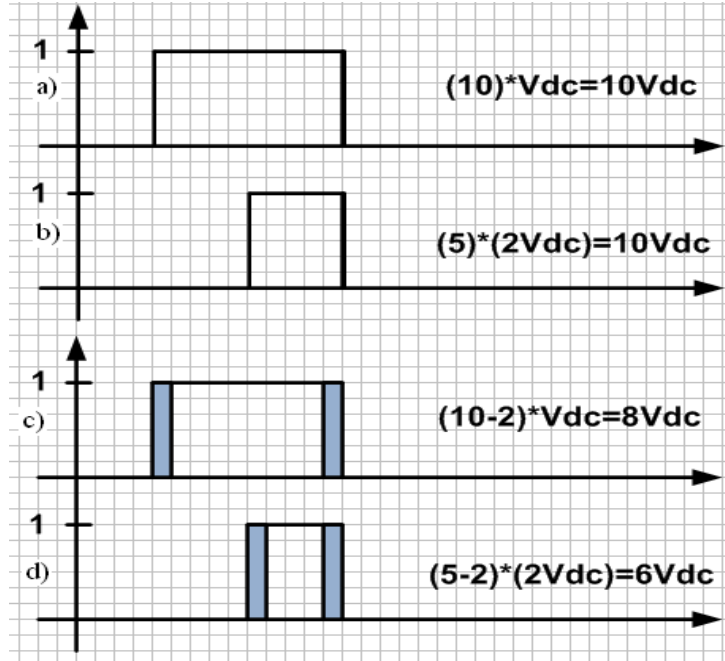 1
a)
(10)*Vdc=10Vdc
1
b)
(5)*(2Vdc)=10Vdc
1
c)
(10-2)*Vdc=8Vdc
1
d)
(5-2)*(2Vdc)=6Vdc